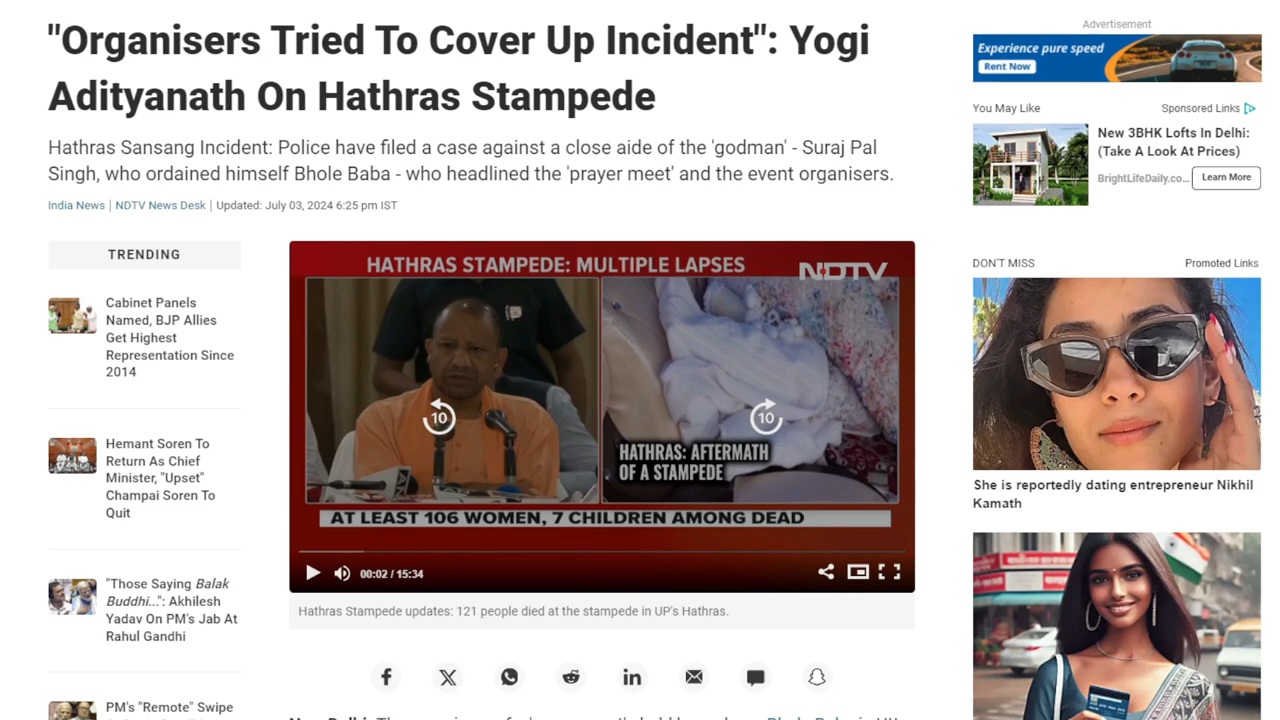 "Organisers Tried To Cover Up Incident": Yogi
Adityanath On Hathras Stampede
Hathras Sansang Incident: Police have filed a case against a close aide of the 'godman' - Suraj Pal
Singh, who ordained himself Bhole Baba - who headlined the 'prayer meet' and the event organisers.
India News | NDTV News Desk | Updated: July 03, 2024 6:25 pm IST
TRENDING
Cabinet Panels
Named, BJP Allies
Get Highest
Representation Since
2014
Hemant Soren To
Return As Chief
Minister, "Upset"
Champai Soren To
Quit
"Those Saying Balak
Buddhi...": Akhilesh
Yadav On PM's Jab At
Rahul Gandhi
PM's "Remote" Swipe
HATHRAS STAMPEDE: MULTIPLE LAPSES
NDTV
10
10
HATHRAS: AFTERMATH
OF A STAMPEDE
AT LEAST 106 WOMEN, 7 CHILDREN AMONG DEAD
00:02 / 15:34
Hathras Stampede updates: 121 people died at the stampede in UP's Hathras.
Advertisement
Experience pure speed
Rent Now
You May Like
Sponsored Links
New 3BHK Lofts In Delhi:
(Take A Look At Prices)
BrightLifeDaily.co...
Learn More
DON'T MISS
Promoted Links
She is reportedly dating entrepreneur Nikhil
Kamath